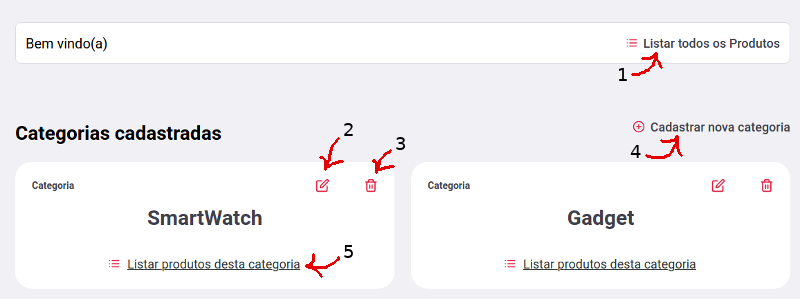 Bem vindo(a)
Listar todos os Produtos
1
Categorias cadastradas
2
3
Cadastrar nova categoria
4
Categoria
SmartWatch
Listar produtos desta categoria
5
Categoria
Gadget
Listar produtos desta categoria